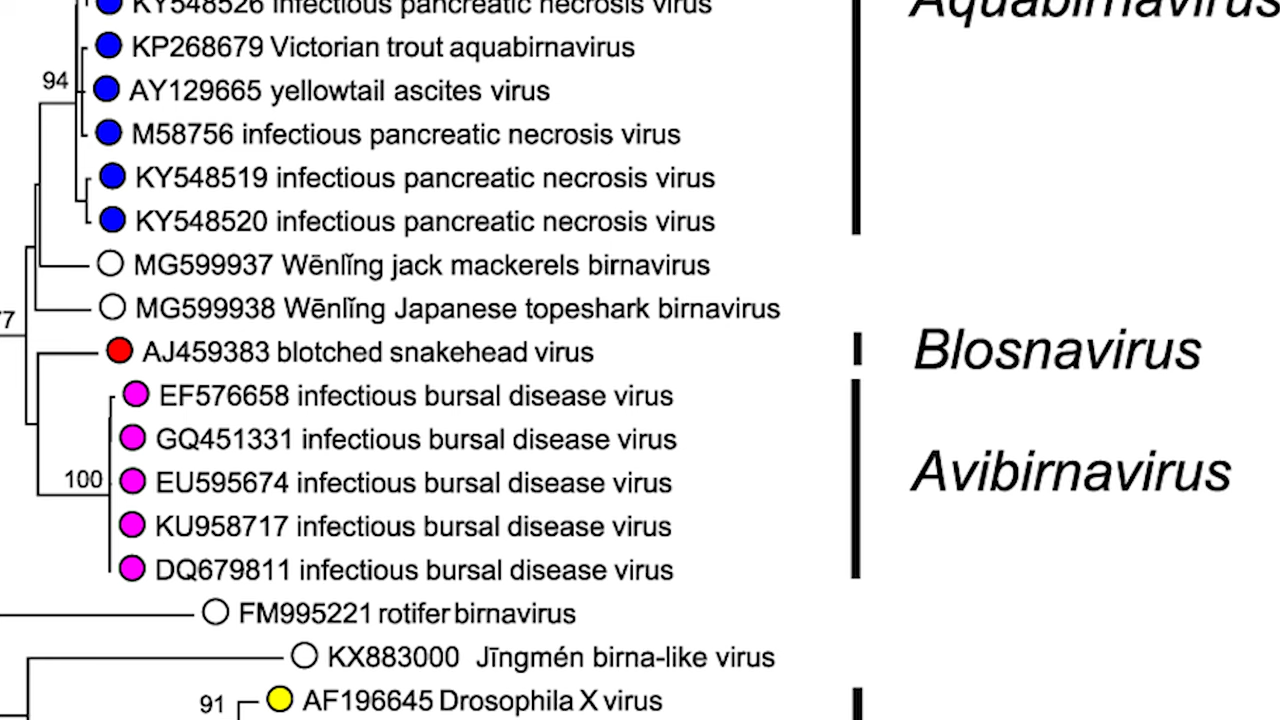 KY548526 infectious pancreatic necrosis virus
Aquabirnavirus
KP268679 Victorian trout aquabirnavirus
94
AY129665 yellowtail ascites virus
M58756 infectious pancreatic necrosis virus
KY548519 infectious pancreatic necrosis virus
KY548520 infectious pancreatic necrosis virus
MG599937 Wēnlǐng jack mackerels birnavirus
MG599938 Wēnlǐng Japanese topeshark birnavirus
77
AJ459383 blotched snakehead virus
Blosnavirus
EF576658 infectious bursal disease virus
GQ451331 infectious bursal disease virus
Avibirnavirus
100
EU595674 infectious bursal disease virus
KU958717 infectious bursal disease virus
DQ679811 infectious bursal disease virus
FM995221 rotifer birnavirus
KX883000 Jīngmén birna-like virus
91
AF196645 Drosophila X virus